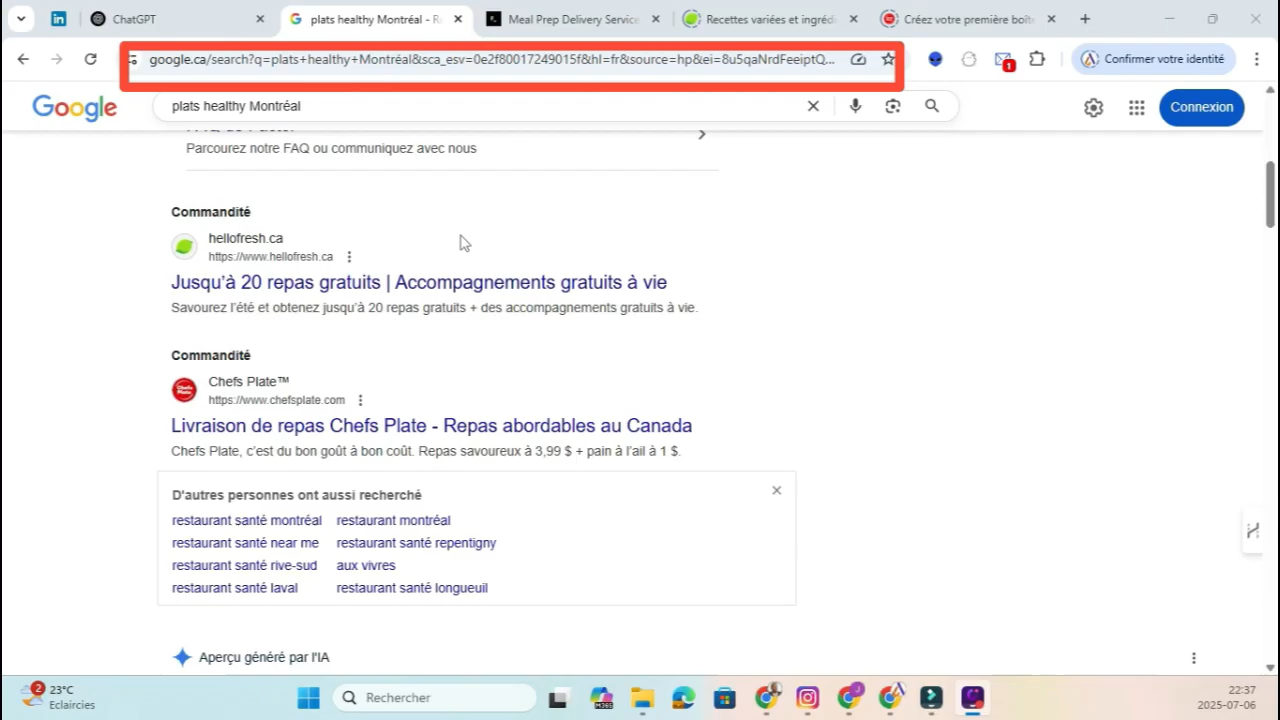 ChatGPT
plats healthy Montréal - R
Meal Prep Delivery Service
Recettes variées et ingréd
Créez votre première boît
google.ca/search?q=plats+healthy+Montréal&sca_esv=0e2f80017249015f&hl=fr&source=hp&ei=8u5qaNrdFeeiptQ...
1
Confirmer votre identité
Google
plats healthy Montréal
Connexion
Parcourez notre FAQ ou communiquez avec nous
Commandité
hellofresh.ca
https://www.hellofresh.ca
Jusqu'à 20 repas gratuits | Accompagnements gratuits à vie
Savourez l'été et obtenez jusqu'à 20 repas gratuits + des accompagnements gratuits à vie.
Commandité
Chefs Plate
Chefs Plate™
https://www.chefsplate.com
Livraison de repas Chefs Plate - Repas abordables au Canada
Chefs Plate, c'est du bon goût à bon coût. Repas savoureux à 3,99 $ + pain à l'ail à 1 $.
D'autres personnes ont aussi recherché
restaurant santé montréal restaurant montréal
restaurant santé near me restaurant santé repentigny
restaurant santé rive-sud aux vivres
restaurant santé laval restaurant santé longueuil
Aperçu généré par l'IA
2
23°C
Eclaircies
Rechercher
M365
22:37
2025-07-06